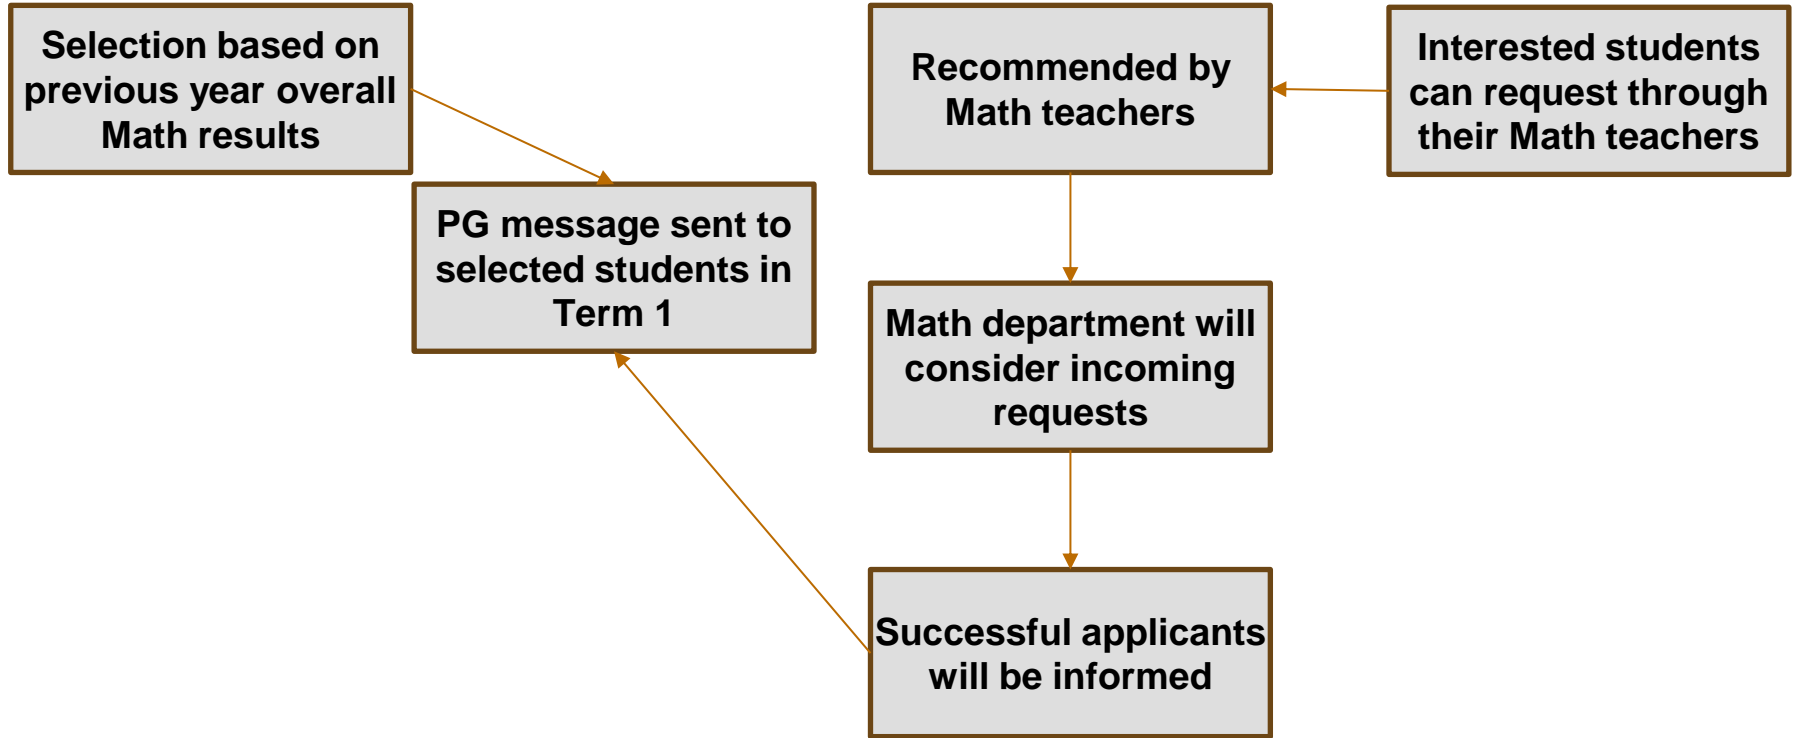 Selection based on
previous year overall
Math results
PG message sent to
selected students in
Term 1
Recommended by
Math teachers
Interested students
can request through
their Math teachers
Math department will
consider incoming
requests
Successful applicants
will be informed